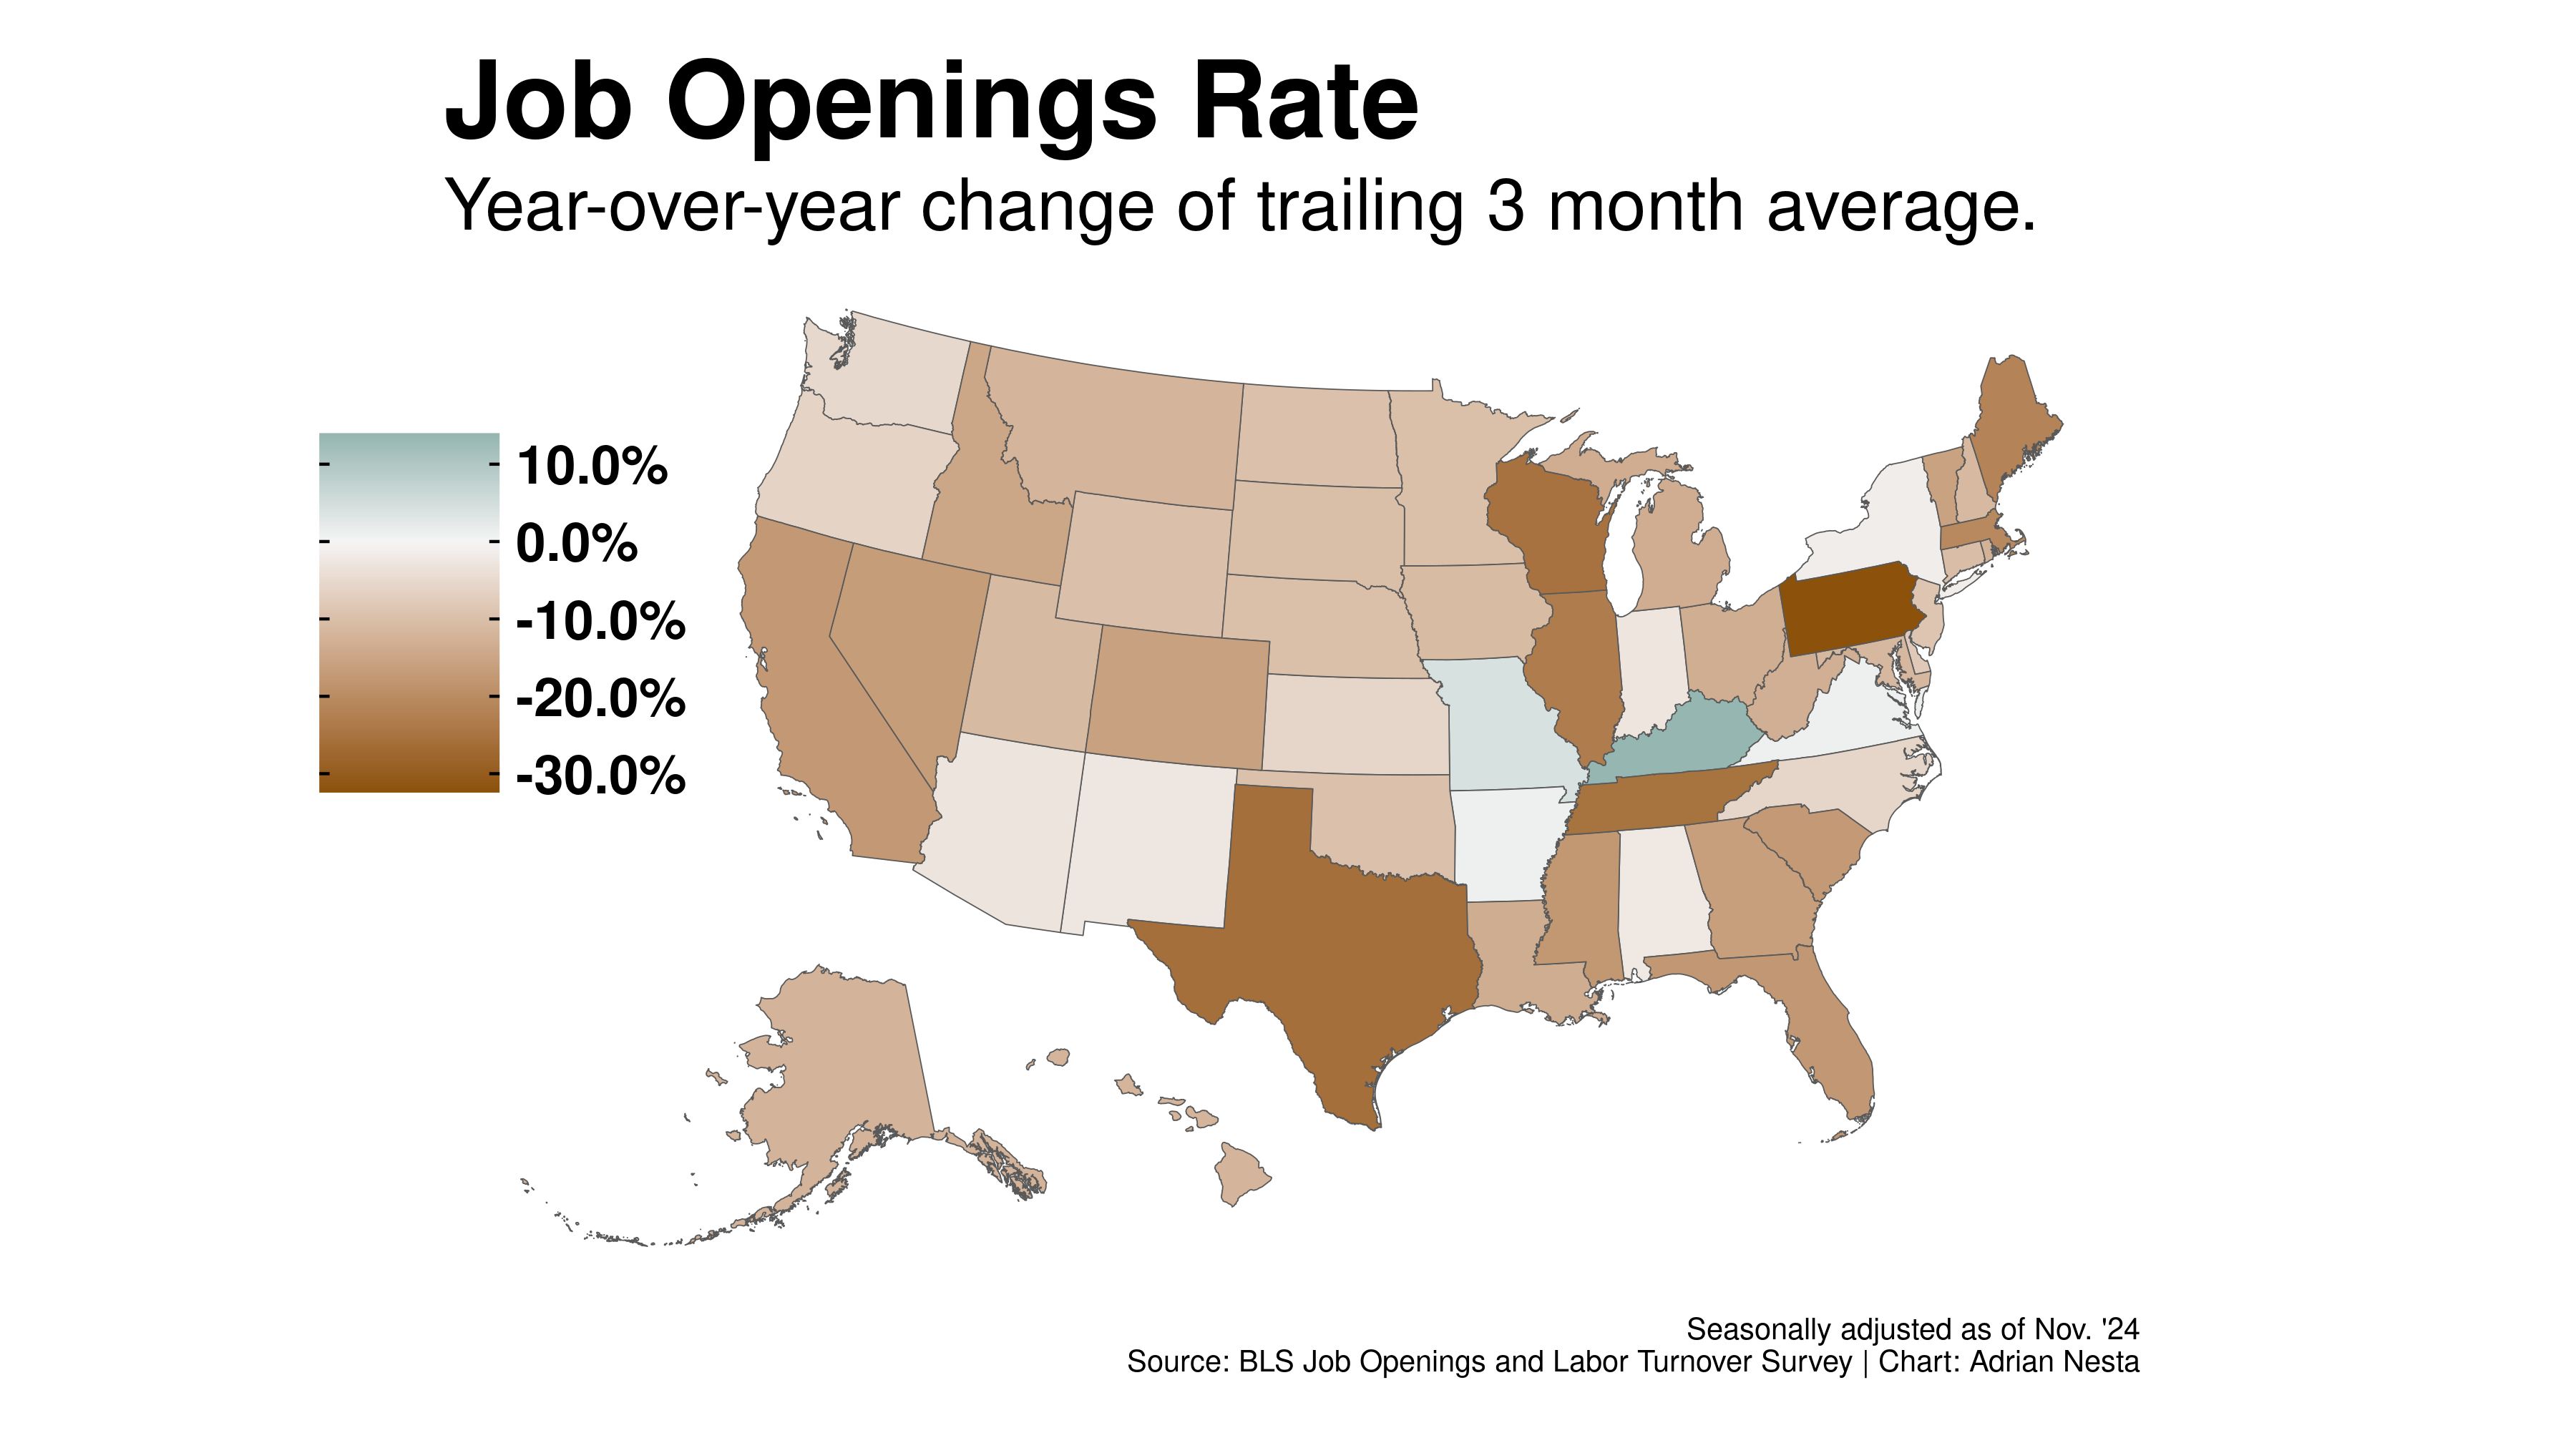 Job Openings Rate
Year-over-year change of trailing 3 month average.
10.0%
0.0%
-10.0%
-20.0%
-30.0%
Seasonally adjusted as of Nov. '24
Source: BLS Job Openings and Labor Turnover Survey | Chart: Adrian Nesta